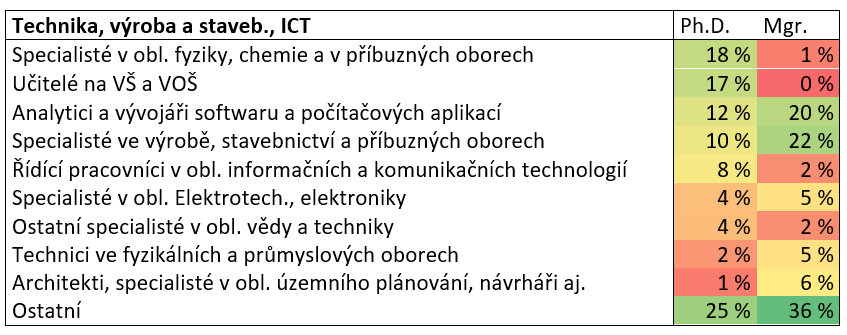 Technika, výroba a staveb., ICT Ph.D. Mgr.
Specialisté v obl. fyziky, chemie a v příbuzných oborech 18 % 1 %
Učitelé na VŠ a VOŠ 17 % 0 %
Analytici a vývojáři softwaru a počítačových aplikací 12 % 20 %
Specialisté ve výrobě, stavebnictví a příbuzných oborech 10 % 22 %
Řídící pracovníci v obl. informačních a komunikačních technologií 8 % 2 %
Specialisté v obl. Elektrotech., elektroniky 4 % 5 %
Ostatní specialisté v obl. vědy a techniky 4 % 2 %
Technici ve fyzikálních a průmyslových oborech 2 % 5 %
Architekti, specialisté v obl. územního plánování, návrháři aj. 1 % 6 %
Ostatní 25 % 36 %